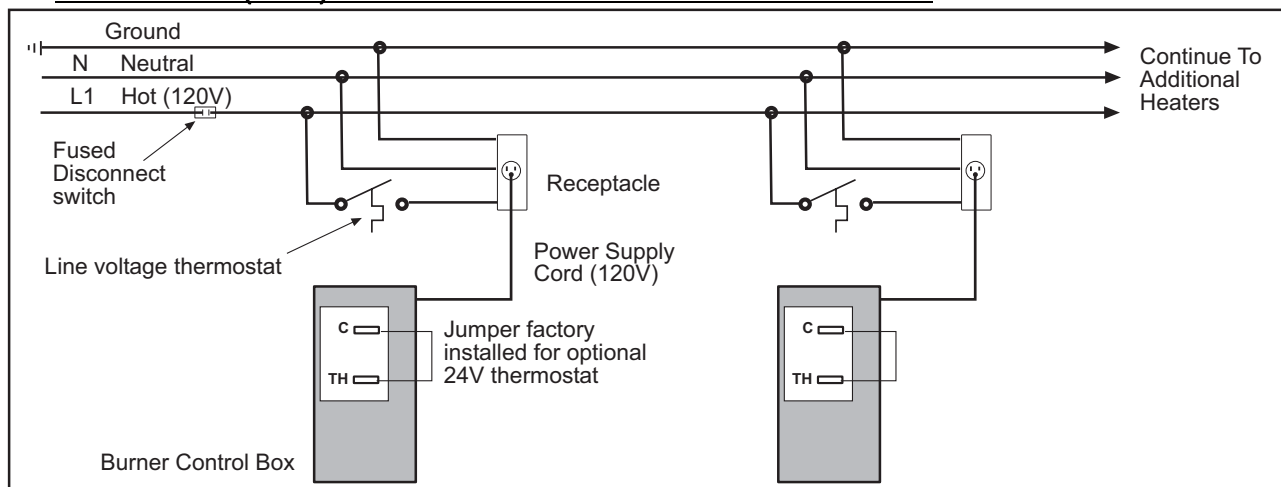 Ground
N Neutral
L1 Hot (120V)
Continue To
Additional
Heaters
Fused
Disconnect
switch
Receptacle
Line voltage thermostat
Power Supply
Cord (120V)
C
TH
Jumper factory
installed for optional
24V thermostat
C
TH
Burner Control Box